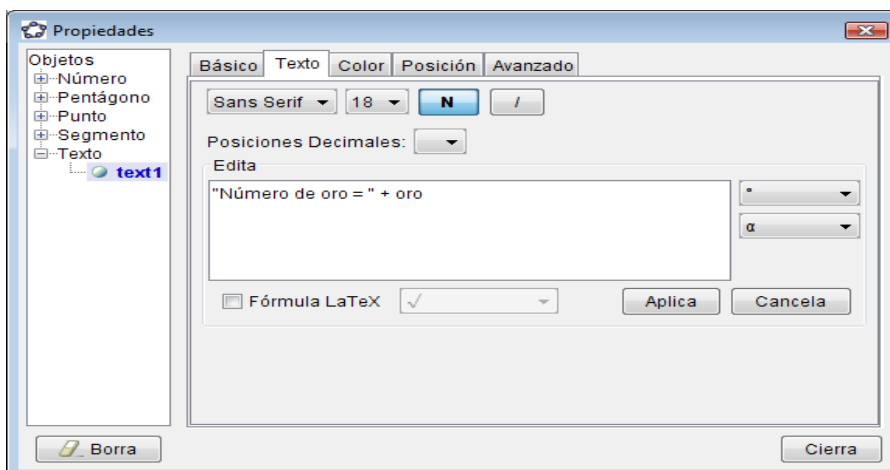 Propiedades
Objetos
Número
Pentágono
Punto
Segmento
Texto
text1
Básico Texto Color Posición Avanzado
Sans Serif 18 N I
Posiciones Decimales:
Edita
"Número de oro = " + oro
°
α
Fórmula LaTeX √ Aplica Cancela
Borra Cierra